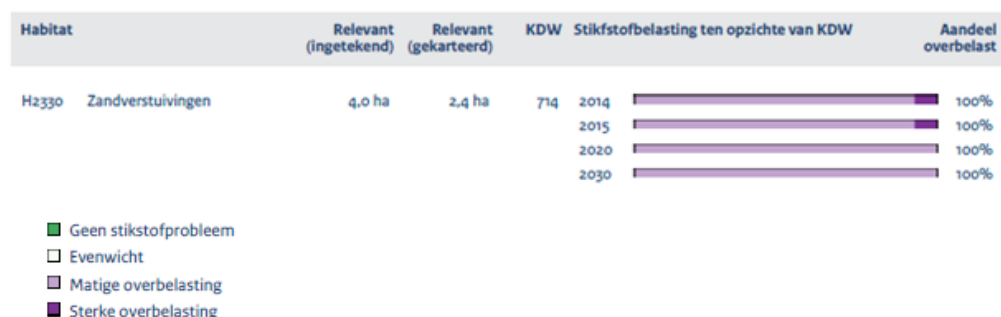 Habitat Relevant (ingetekend) Relevant (gekarteerd) KDW Stikfstofbelasting ten opzichte van KDW Aandeel overbelast
H2330 Zandverstuivingen 4,0 ha 2,4 ha 714 2014 100%
2015 100%
2020 100%
2030 100%
Geen stikstofprobleem
Evenwicht
Matige overbelasting
Sterke overbelasting